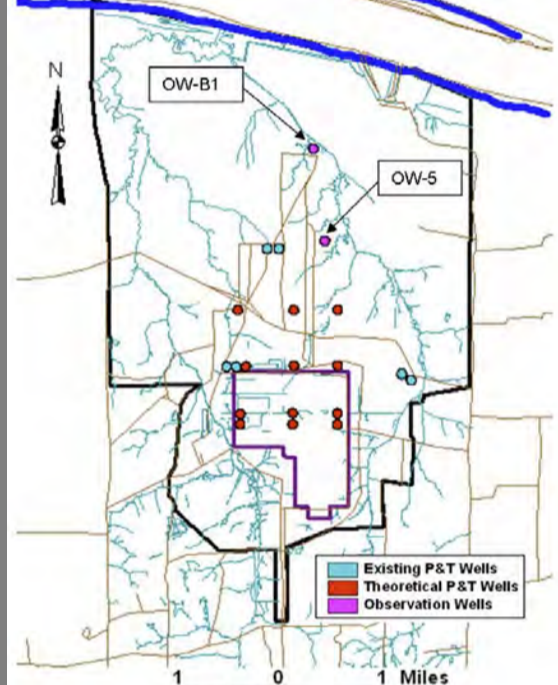 N
OW-B1
OW-5
Existing P&T Wells
Theoretical P&T Wells
Observation Wells
1 0 1 Miles